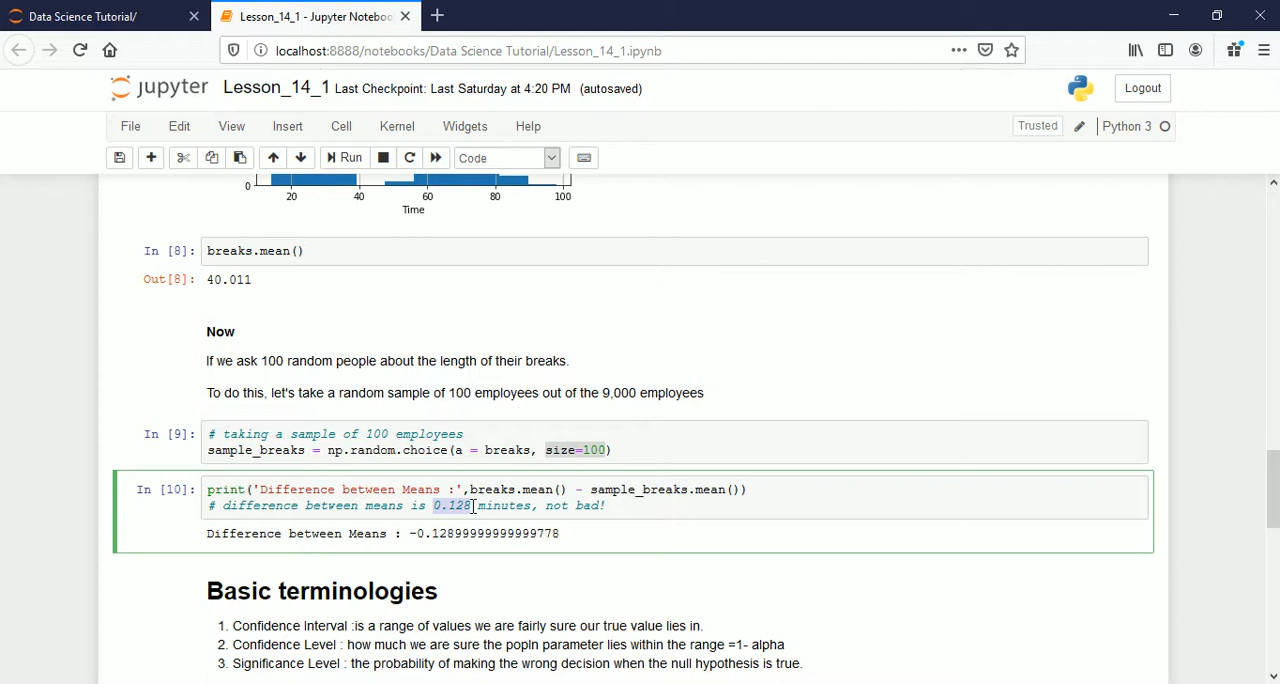 Data Science Tutorial/
Lesson_14_1 - Jupyter Noteboo
localhost:8888/notebooks/Data Science Tutorial/Lesson_14_1.ipynb
jupyter Lesson_14_1 Last Checkpoint: Last Saturday at 4:20 PM (autosaved)
Logout
File Edit View Insert Cell Kernel Widgets Help
Trusted Python 3
Run Code
0
20 40 60 80 100
Time
In [8]: breaks.mean()
Out[8]: 40.011
Now
If we ask 100 random people about the length of their breaks.
To do this, let's take a random sample of 100 employees out of the 9,000 employees
In [9]: # taking a sample of 100 employees
sample_breaks = np.random.choice(a = breaks, size=100)
In [10]: print('Difference between Means :',breaks.mean() - sample_breaks.mean())
# difference between means is 0.128 minutes, not bad!
Difference between Means : -0.12899999999999778
Basic terminologies
1. Confidence Interval :is a range of values we are fairly sure our true value lies in.
2. Confidence Level : how much we are sure the popln parameter lies within the range =1- alpha
3. Significance Level : the probability of making the wrong decision when the null hypothesis is true.